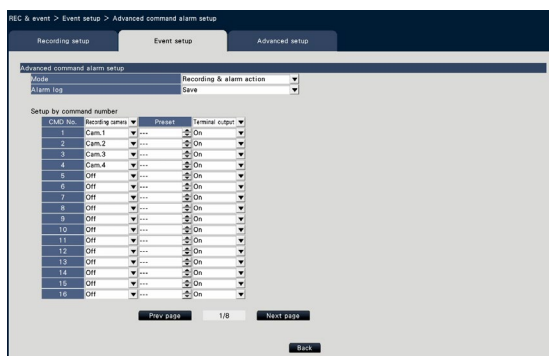 REC & event > Event setup > Advanced command alarm setup
Recording setup Event setup Advanced setup
Advanced command alarm setup
Mode Recording & alarm action
Alarm log Save
Setup by command number
CMD No. Recording camera Preset Terminal output
1 Cam.1 --- On
2 Cam.2 --- On
3 Cam.3 --- On
4 Cam.4 --- On
5 Off --- On
6 Off --- On
7 Off --- On
8 Off --- On
9 Off --- On
10 Off --- On
11 Off --- On
12 Off --- On
13 Off --- On
14 Off --- On
15 Off --- On
16 Off --- On
Prev page 1/8 Next page
Back